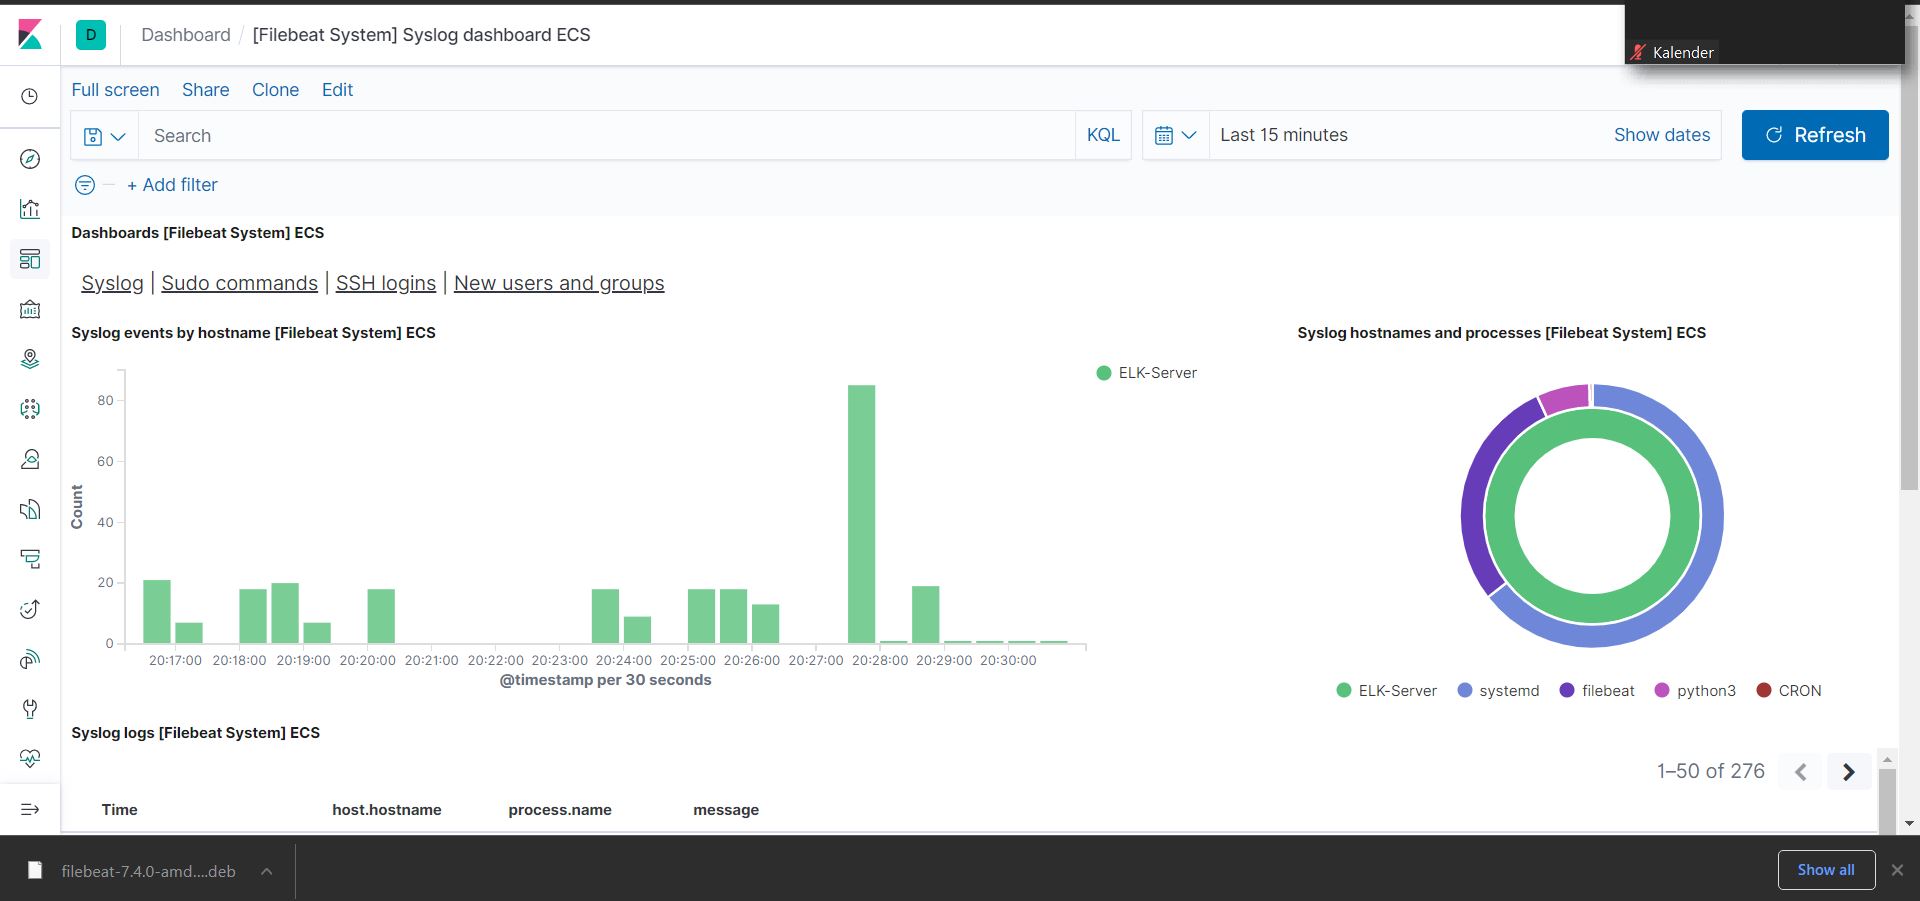 D
Dashboard / [Filebeat System] Syslog dashboard ECS
Kalender
Full screen Share Clone Edit
Search KQL Last 15 minutes Show dates Refresh
+ Add filter
Dashboards [Filebeat System] ECS
Syslog | Sudo commands | SSH logins | New users and groups
Syslog events by hostname [Filebeat System] ECS
ELK-Server
80
60
40
20
0
Count
20:17:00 20:18:00 20:19:00 20:20:00 20:21:00 20:22:00 20:23:00 20:24:00 20:25:00 20:26:00 20:27:00 20:28:00 20:29:00 20:30:00
@timestamp per 30 seconds
Syslog hostnames and processes [Filebeat System] ECS
ELK-Server systemd filebeat python3 CRON
Syslog logs [Filebeat System] ECS
1–50 of 276
Time host.hostname process.name message
filebeat-7.4.0-amd....deb
Show all